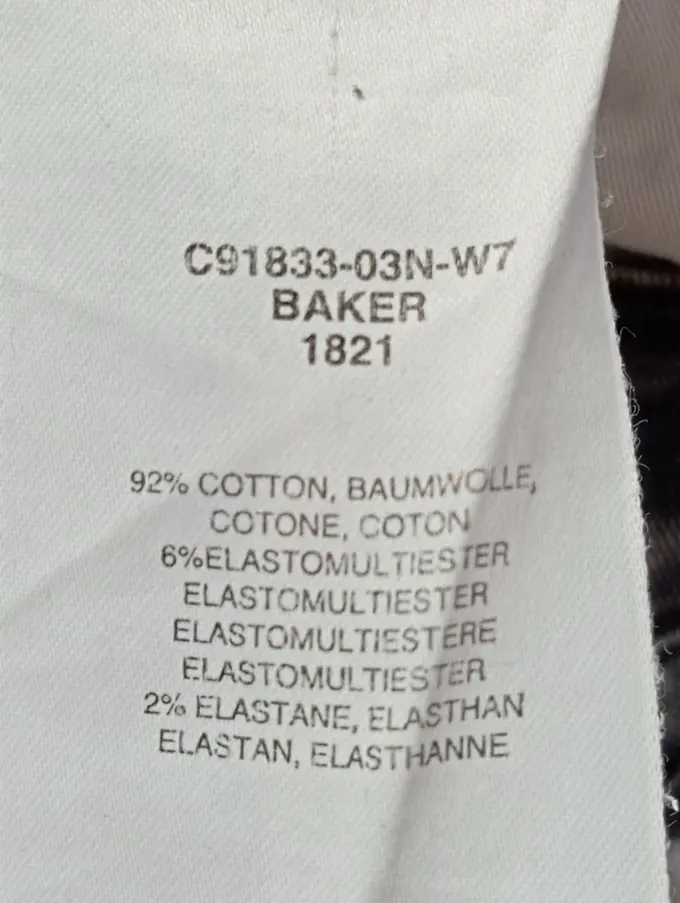 C91833-03N-W7
BAKER
1821
92% COTTON, BAUMWOLLE,
COTONE, COTON
6%ELASTOMULTIESTER
ELASTOMULTIESTER
ELASTOMULTIESTERE
ELASTOMULTIESTER
2% ELASTANE, ELASTHAN
ELASTAN, ELASTHANNE